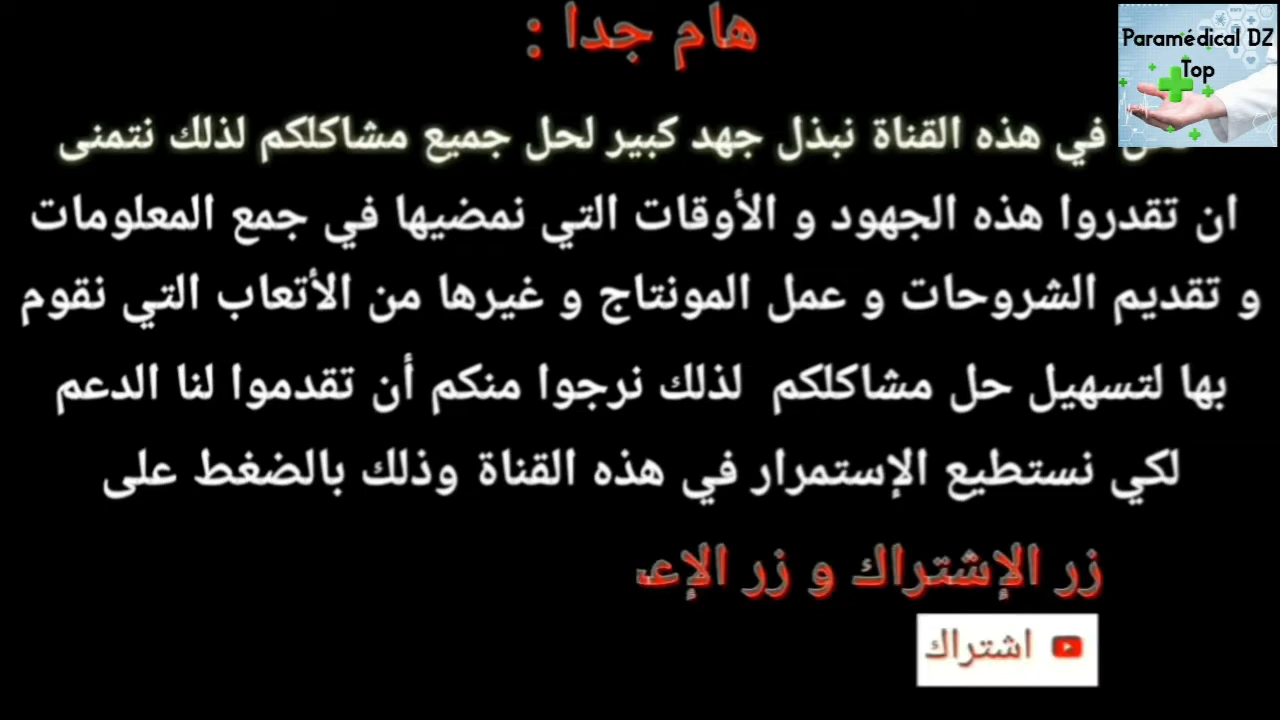 هام جدا :
Paramédical DZ
Top
في هذه القناة نبذل جهد كبير لحل جميع مشاكلكم لذلك نتمنى
ان تقدروا هذه الجهود و الأوقات التي نمضيها في جمع المعلومات
و تقديم الشروحات و عمل المونتاج و غيرها من الأتعاب التي نقوم
بها لتسهيل حل مشاكلكم لذلك نرجوا منكم أن تقدموا لنا الدعم
لكي نستطيع الإستمرار في هذه القناة وذلك بالضغط على
زر الإشتراك و زر الإع
اشتراك